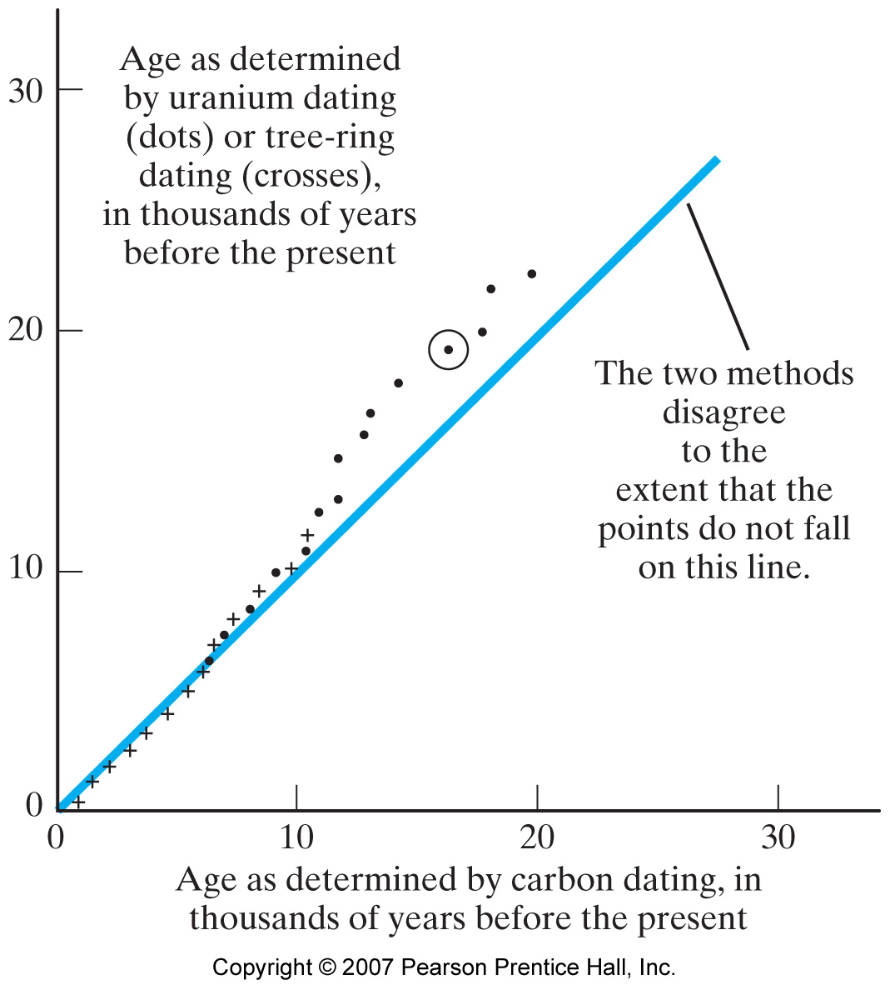 Age as determined
by uranium dating
(dots) or tree-ring
dating (crosses),
in thousands of years
before the present
30
20
10
0
The two methods
disagree
to the
extent that the
points do not fall
on this line.
0 10 20 30
Age as determined by carbon dating, in
thousands of years before the present
Copyright © 2007 Pearson Prentice Hall, Inc.